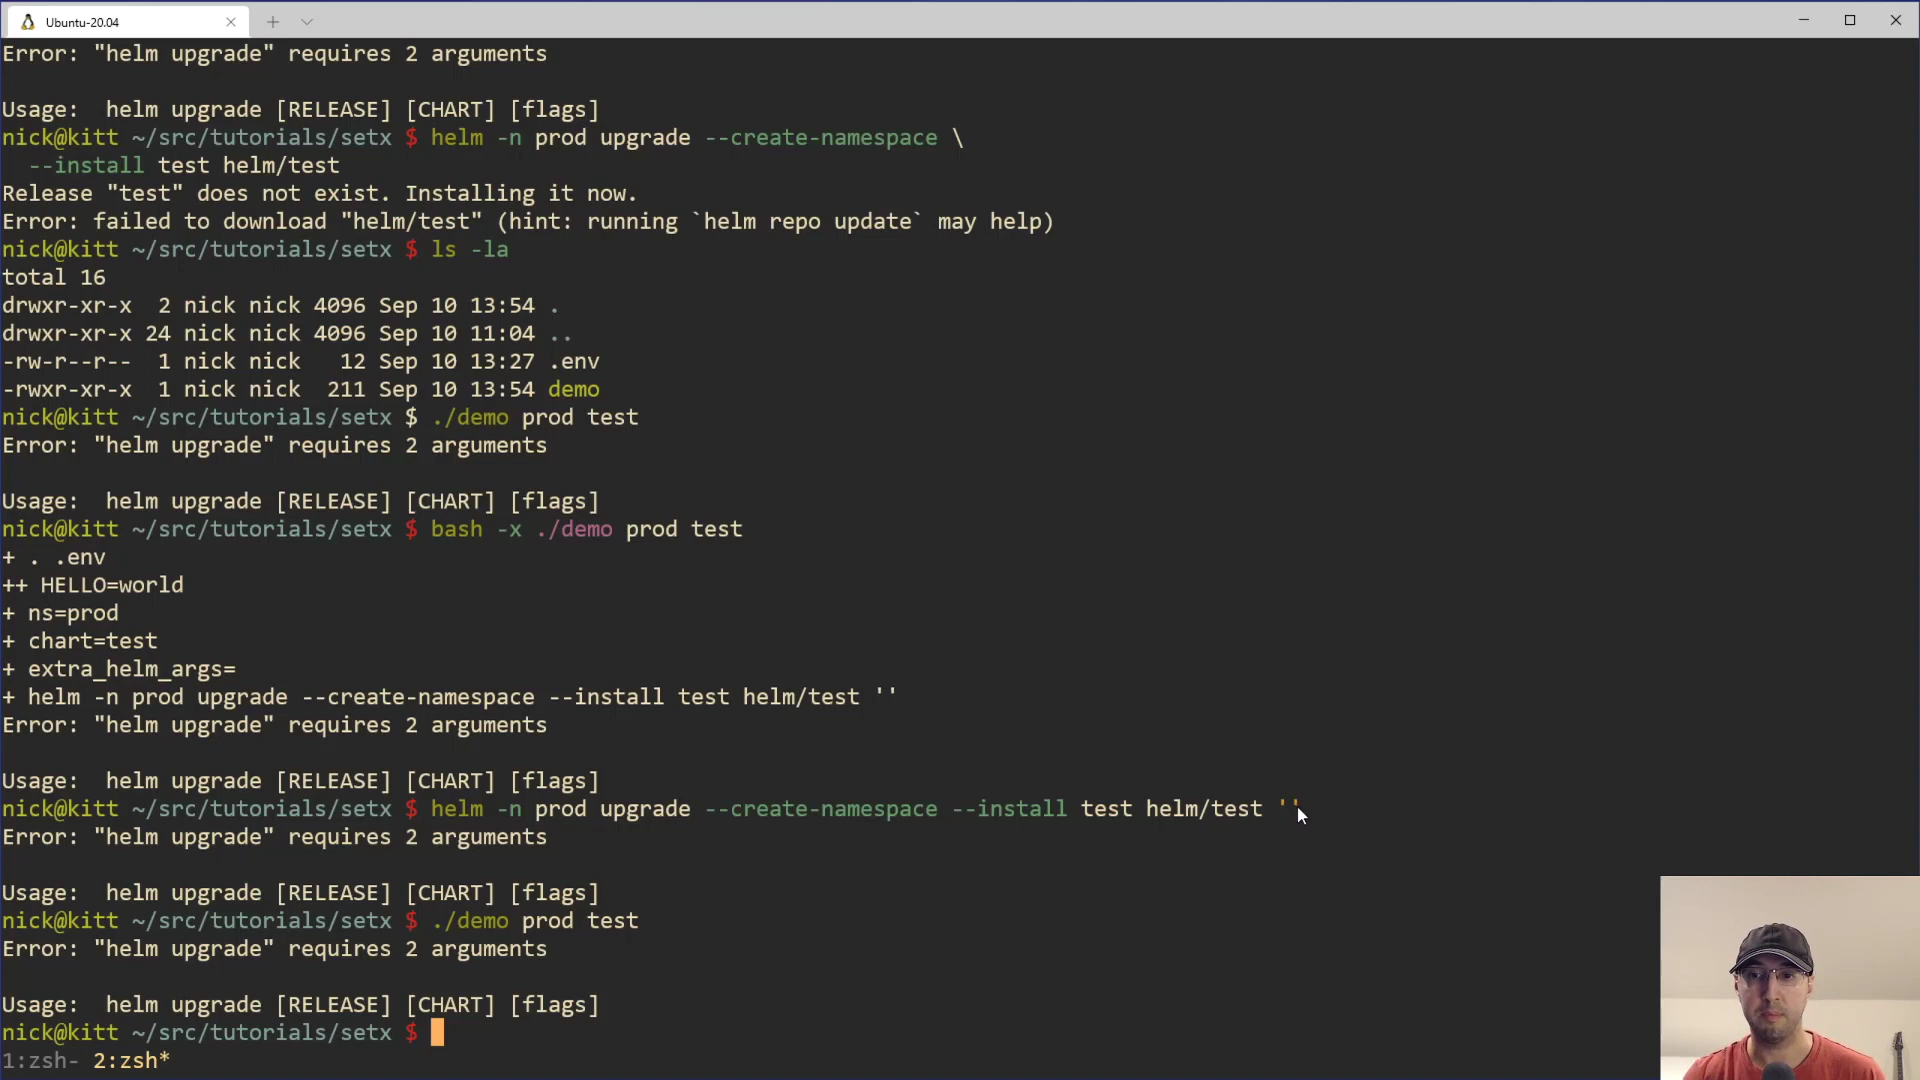 Ubuntu-20.04
Error: "helm upgrade" requires 2 arguments
Usage:  helm upgrade [RELEASE] [CHART] [flags]
nick@kitt ~/src/tutorials/setx $ helm -n prod upgrade --create-namespace \
  --install test helm/test
Release "test" does not exist. Installing it now.
Error: failed to download "helm/test" (hint: running `helm repo update` may help)
nick@kitt ~/src/tutorials/setx $ ls -la
total 16
drwxr-xr-x  2 nick nick 4096 Sep 10 13:54 .
drwxr-xr-x 24 nick nick 4096 Sep 10 11:04 ..
-rw-r--r--  1 nick nick   12 Sep 10 13:27 .env
-rwxr-xr-x  1 nick nick  211 Sep 10 13:54 demo
nick@kitt ~/src/tutorials/setx $ ./demo prod test
Error: "helm upgrade" requires 2 arguments
Usage:  helm upgrade [RELEASE] [CHART] [flags]
nick@kitt ~/src/tutorials/setx $ bash -x ./demo prod test
+ . .env
++ HELLO=world
+ ns=prod
+ chart=test
+ extra_helm_args=
+ helm -n prod upgrade --create-namespace --install test helm/test ''
Error: "helm upgrade" requires 2 arguments
Usage:  helm upgrade [RELEASE] [CHART] [flags]
nick@kitt ~/src/tutorials/setx $ helm -n prod upgrade --create-namespace --install test helm/test ''
Error: "helm upgrade" requires 2 arguments
Usage:  helm upgrade [RELEASE] [CHART] [flags]
nick@kitt ~/src/tutorials/setx $ ./demo prod test
Error: "helm upgrade" requires 2 arguments
Usage:  helm upgrade [RELEASE] [CHART] [flags]
nick@kitt ~/src/tutorials/setx $
1:zsh- 2:zsh*